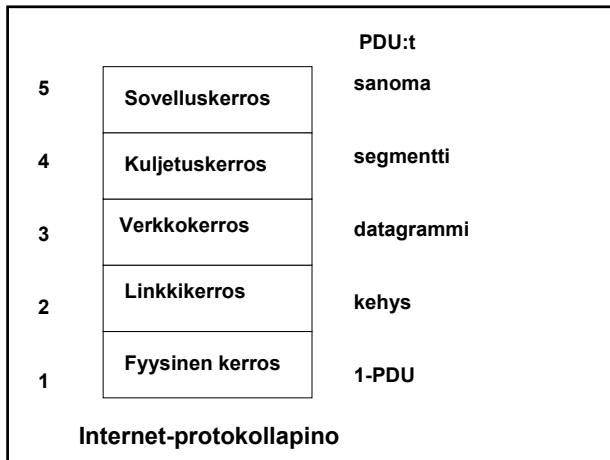 PDU:t
5 Sovelluskerros sanoma
4 Kuljetuskerros segmentti
3 Verkkokerros datagrammi
2 Linkkikerros kehys
1 Fyysinen kerros 1-PDU
Internet-protokollapino